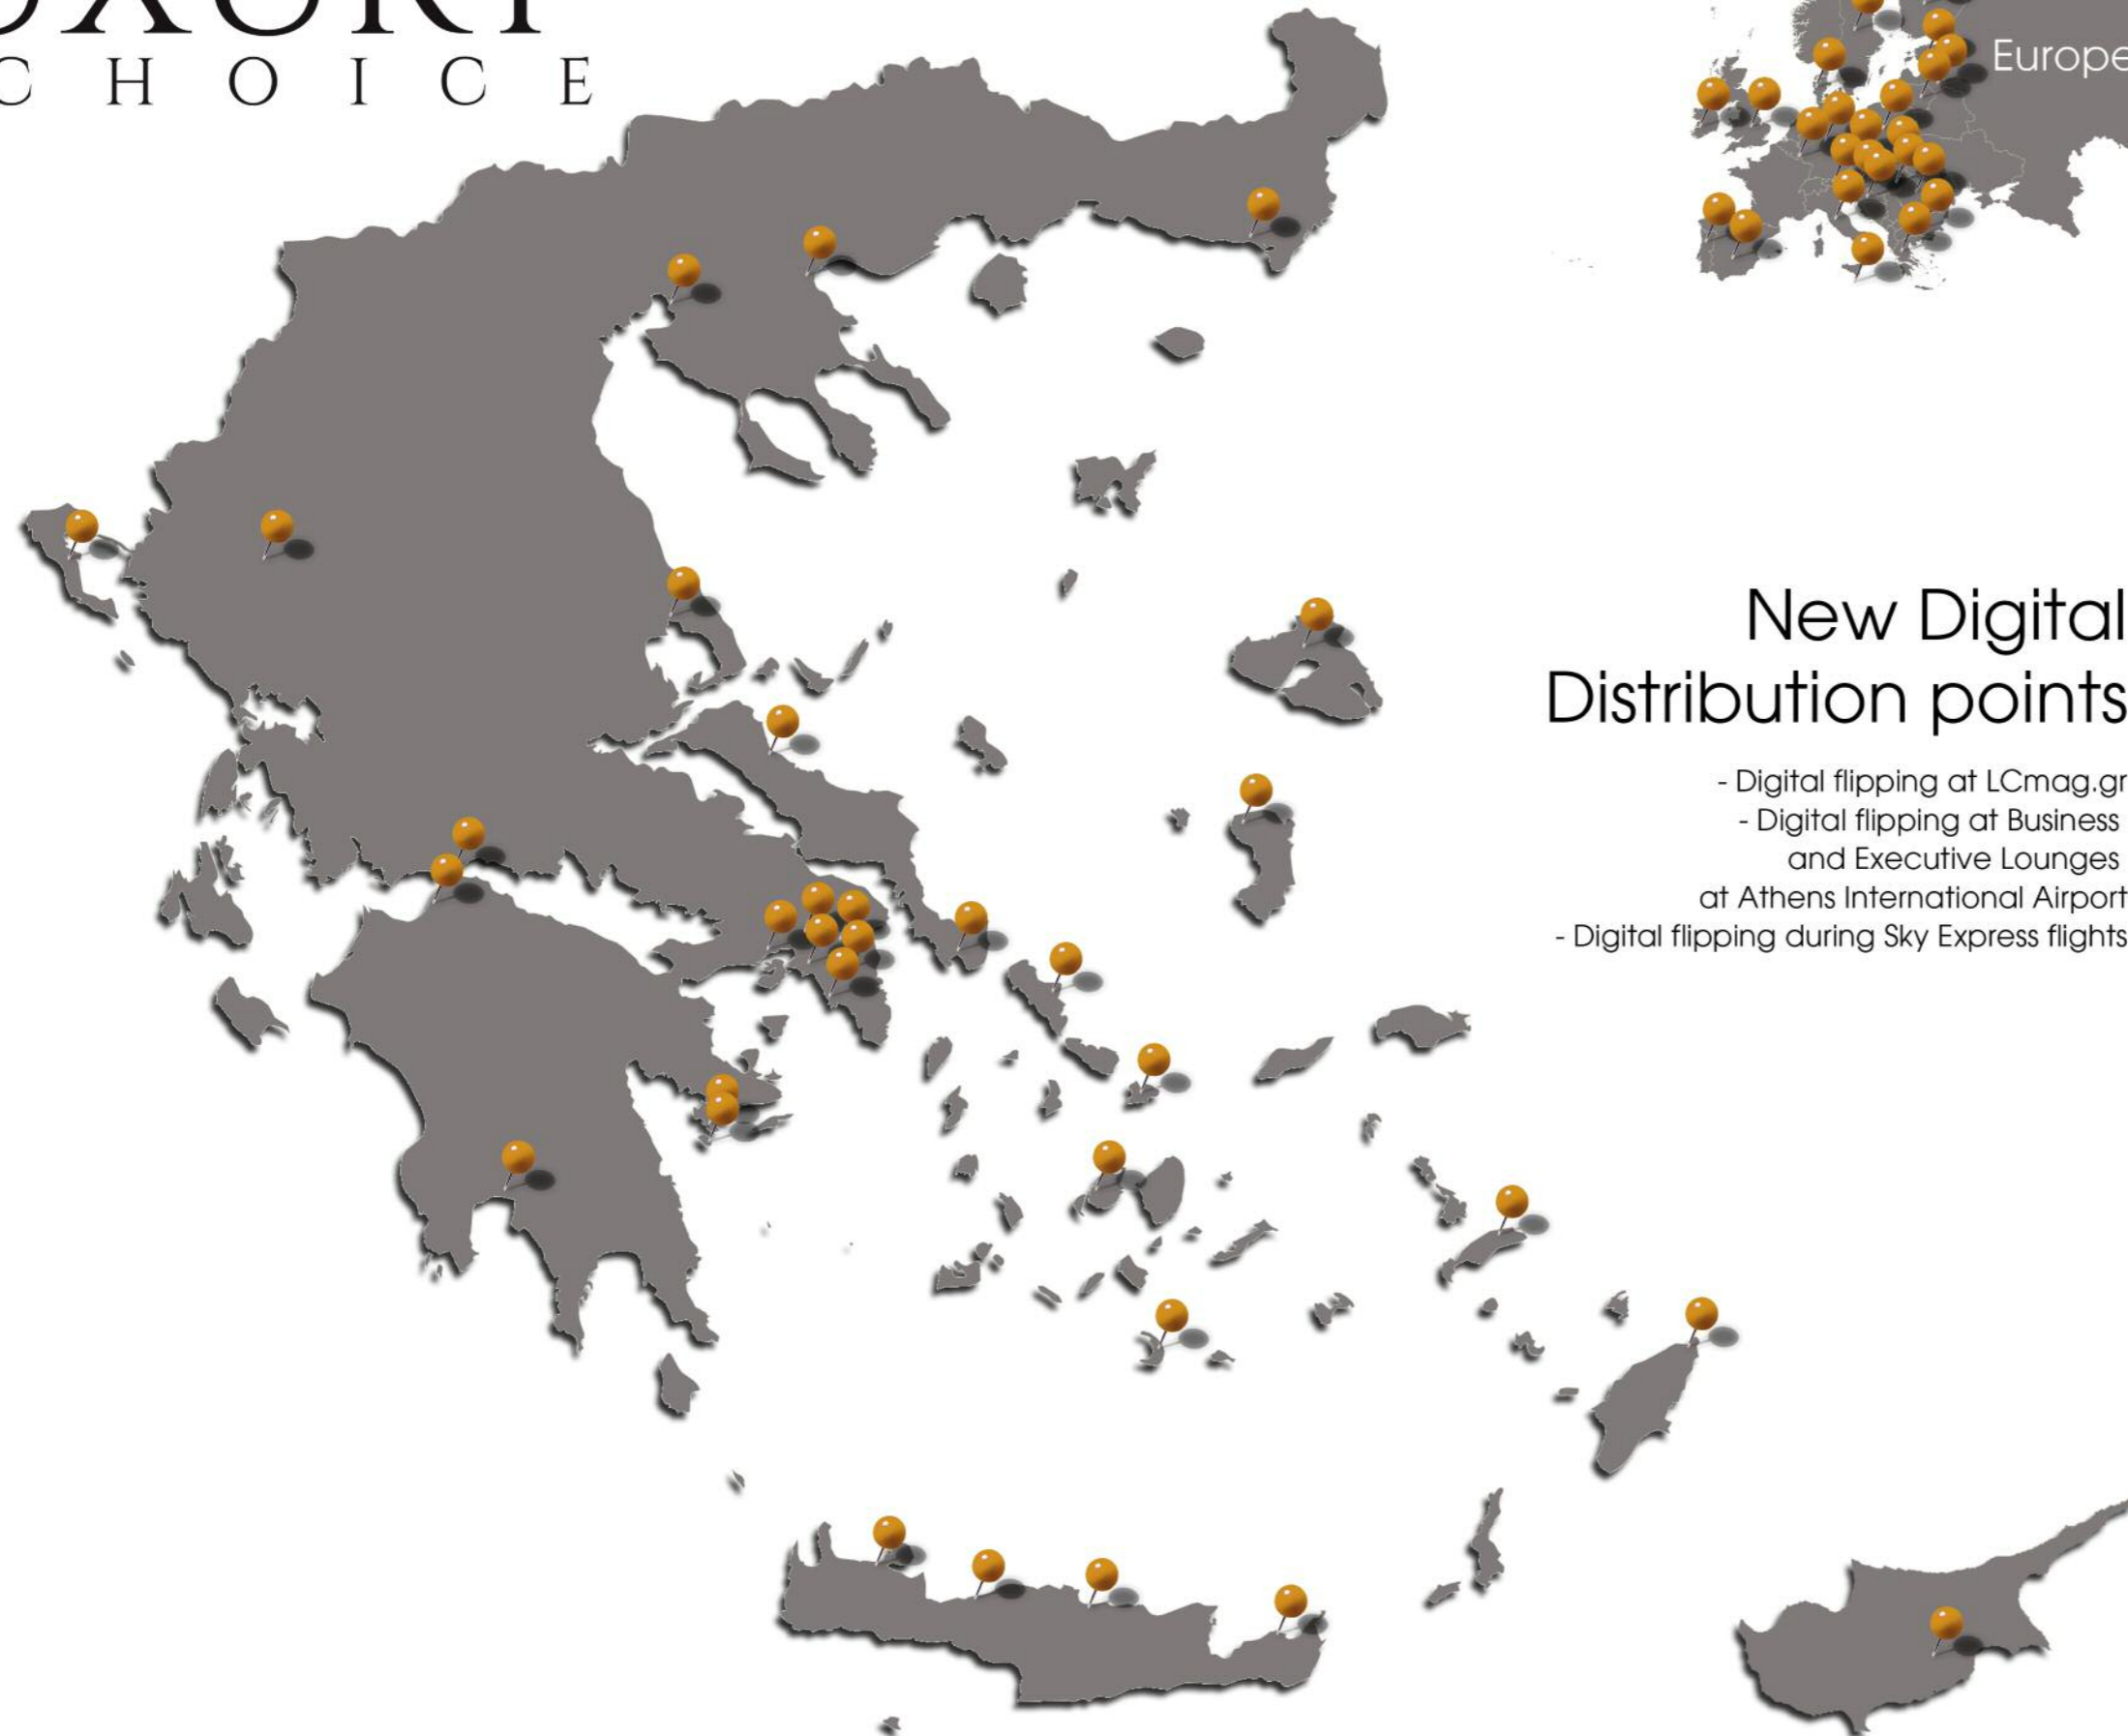 CHOICE
Europe
New Digital
Distribution points
- Digital flipping at LCmag.gr
- Digital flipping at Business
and Executive Lounges
at Athens International Airport
- Digital flipping during Sky Express flights